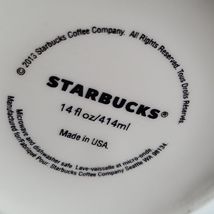 © 2013 Starbucks Coffee Company. All Rights Reserved. Tous Droits Réservés.
STARBUCKS®
14 fl oz/414ml
Made in USA
Microwave and dishwasher safe. Lave-vaisselle et micro-onde.
Manufactured for/Fabriqué Pour: Starbucks Coffee Company Seattle WA 98134